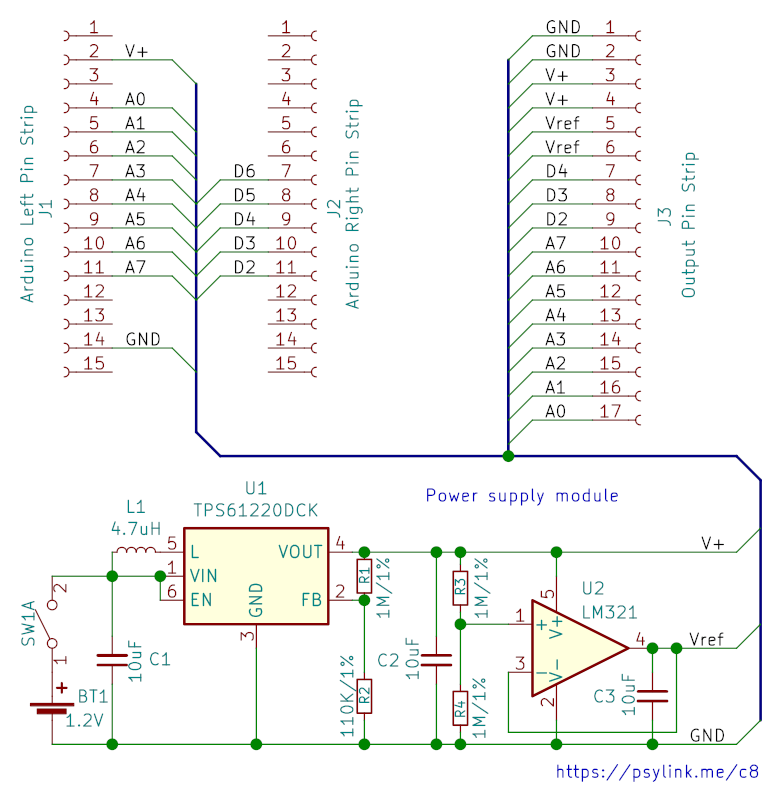 Arduino Left Pin Strip
J1
1
2 V+
3
4 A0
5 A1
6 A2
7 A3
8 A4
9 A5
10 A6
11 A7
12
13
14 GND
15
1
2
3
4
5
6
D6 7
D5 8
D4 9
D3 10
D2 11
12
13
14
15
J2
Arduino Right Pin Strip
GND 1
GND 2
V+ 3
V+ 4
Vref 5
Vref 6
D4 7
D3 8
D2 9
A7 10
A6 11
A5 12
A4 13
A3 14
A2 15
A1 16
A0 17
J3
Output Pin Strip
Power supply module
SW1A
2
1
+
BT1
1.2V
L1
4.7uH
C1
10uF
U1
TPS61220DCK
5 L
1 VIN
6 EN
GND
3
VOUT 4
FB 2
R1
1M/1%
R2
110K/1%
C2
10uF
R3
1M/1%
R4
1M/1%
U2
LM321
5
V+
1 +
3 -
V-
2
4
C3
10uF
V+
Vref
GND
https://psylink.me/c8